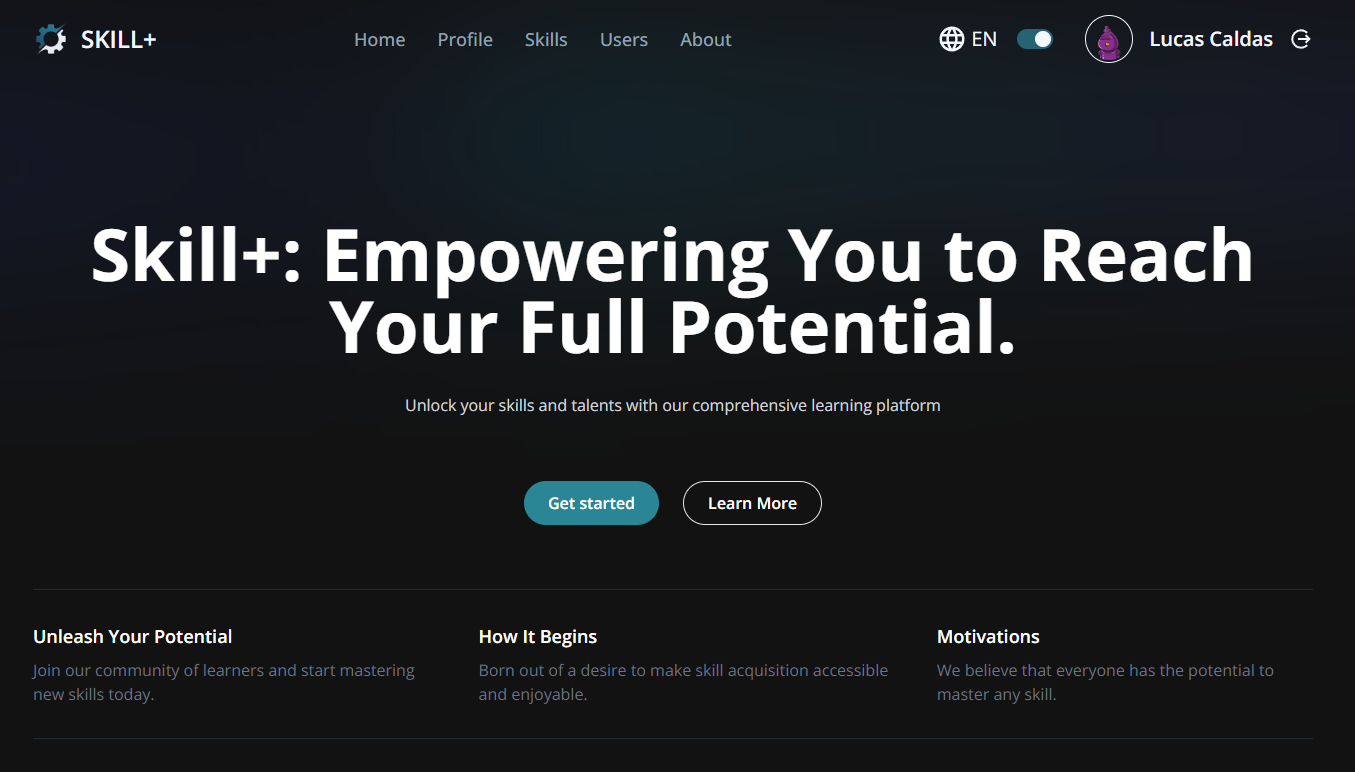 SKILL+
Home Profile Skills Users About
EN
Lucas Caldas
Skill+: Empowering You to Reach
Your Full Potential.
Unlock your skills and talents with our comprehensive learning platform
Get started
Learn More
Unleash Your Potential
Join our community of learners and start mastering
new skills today.
How It Begins
Born out of a desire to make skill acquisition accessible
and enjoyable.
Motivations
We believe that everyone has the potential to
master any skill.